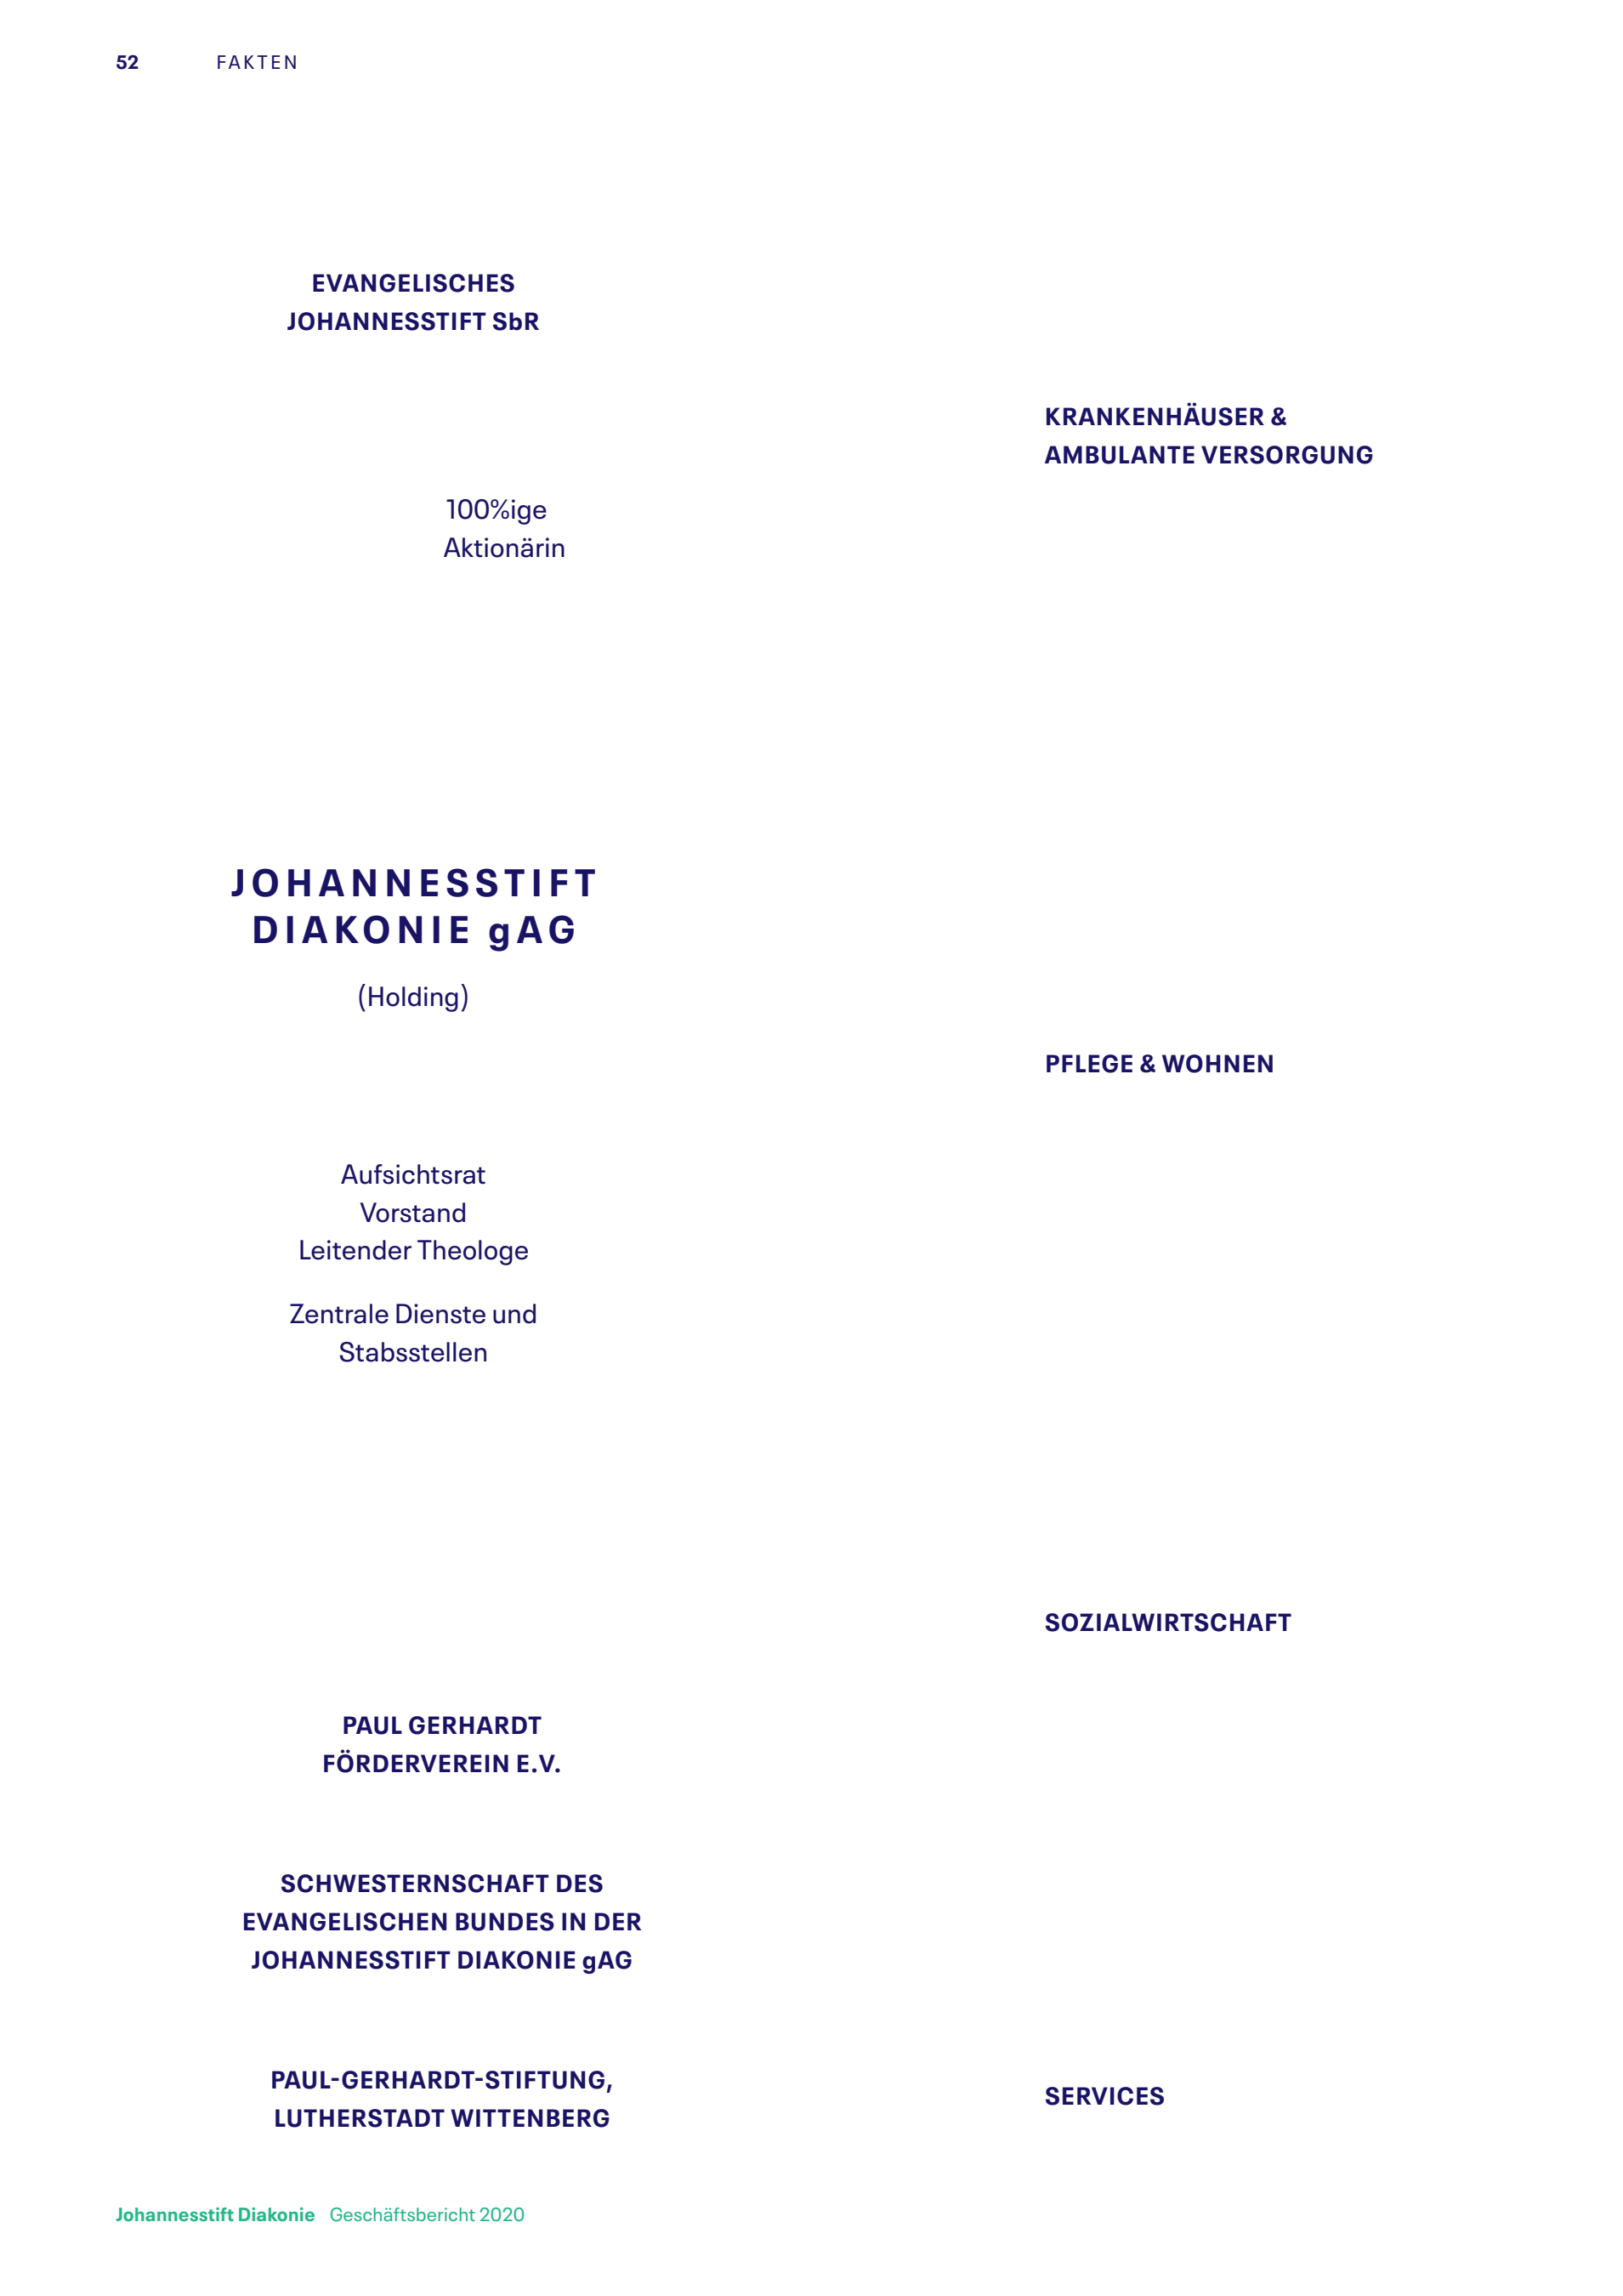 52 FAKTEN
EVANGELISCHES
JOHANNESSTIFT SbR
100%ige
Aktionärin
JOHANNESSTIFT
DIAKONIE gAG
(Holding)
Aufsichtsrat
Vorstand
Leitender Theologe
Zentrale Dienste und
Stabsstellen
PAUL GERHARDT
FÖRDERVEREIN E.V.
SCHWESTERNSCHAFT DES
EVANGELISCHEN BUNDES IN DER
JOHANNESSTIFT DIAKONIE gAG
PAUL-GERHARDT-STIFTUNG,
LUTHERSTADT WITTENBERG
KRANKENHÄUSER &
AMBULANTE VERSORGUNG
PFLEGE & WOHNEN
SOZIALWIRTSCHAFT
SERVICES
Johannesstift Diakonie Geschäftsbericht 2020